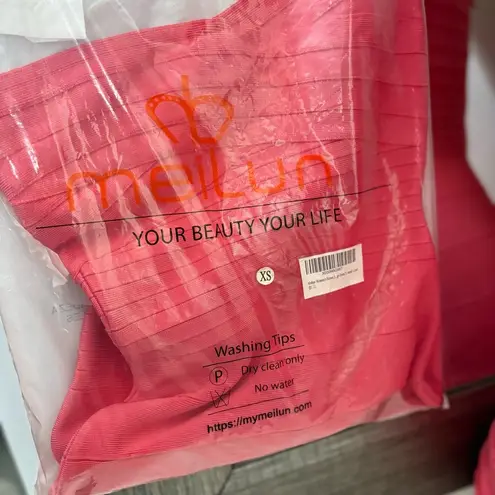 meilun
YOUR BEAUTY YOUR LIFE
XS
Washing Tips
P Dry clean only
No water
https://mymeilun com